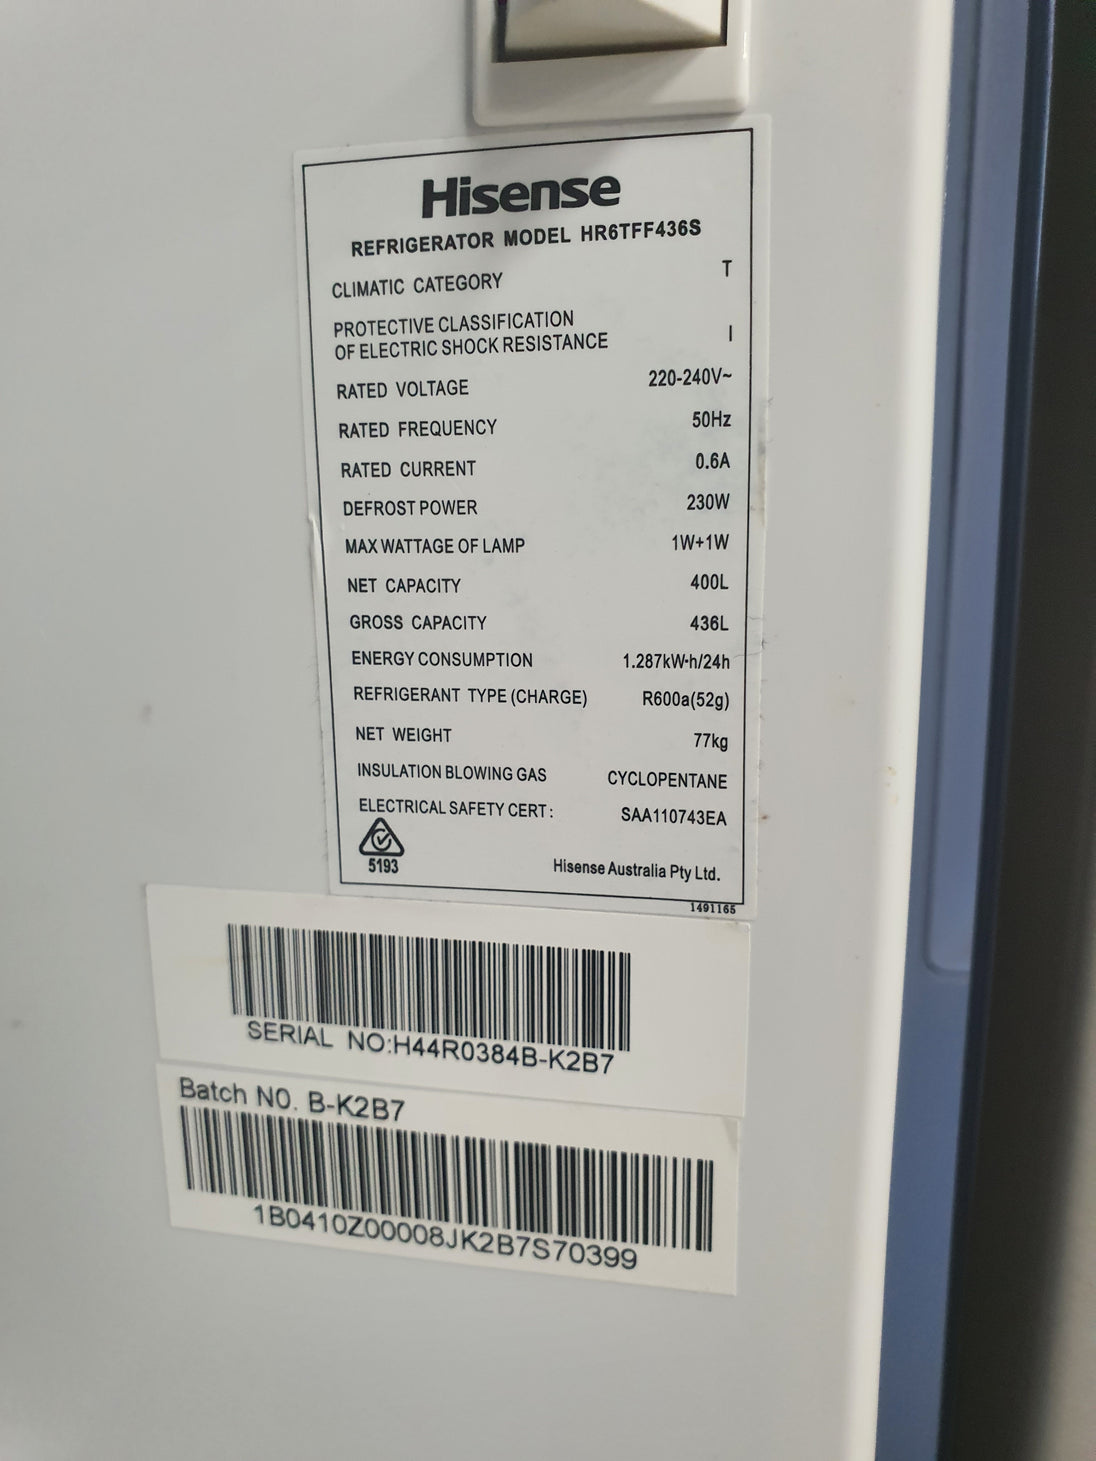 Hisense
REFRIGERATOR MODEL HR6TFF436S
CLIMATIC CATEGORY T
PROTECTIVE CLASSIFICATION
OF ELECTRIC SHOCK RESISTANCE I
RATED VOLTAGE 220-240V~
RATED FREQUENCY 50Hz
RATED CURRENT 0.6A
DEFROST POWER 230W
MAX WATTAGE OF LAMP 1W+1W
NET CAPACITY 400L
GROSS CAPACITY 436L
ENERGY CONSUMPTION 1.287kW·h/24h
REFRIGERANT TYPE (CHARGE) R600a(52g)
NET WEIGHT 77kg
INSULATION BLOWING GAS CYCLOPENTANE
ELECTRICAL SAFETY CERT: SAA110743EA
5193 Hisense Australia Pty Ltd.
1491165
SERIAL NO:H44R0384B-K2B7
Batch NO. B-K2B7
1B0410Z00008JK2B7S70399